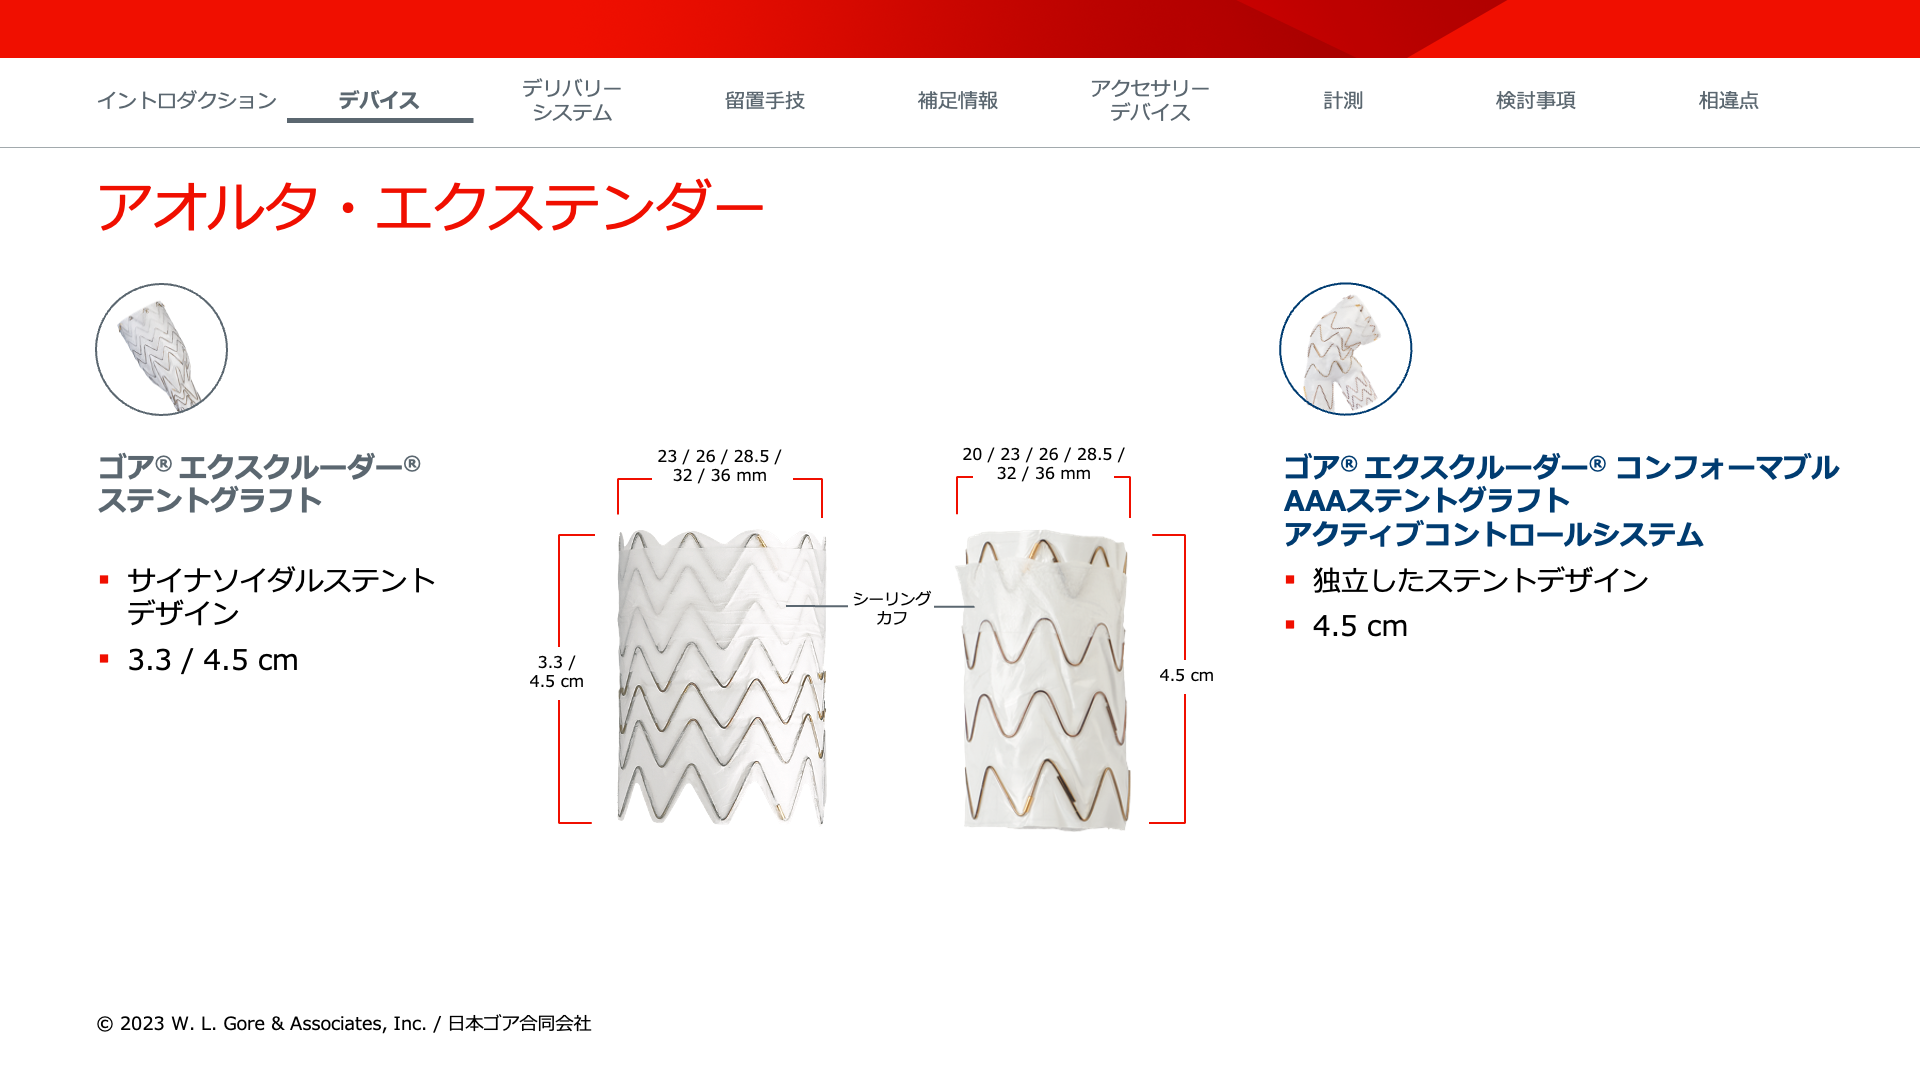 イントロダクション
デバイス
デリバリー
システム
留置手技
補足情報
アクセサリー
デバイス
計測
検討事項
相違点
アオルタ・エクステンダー
ゴア® エクスクルーダー®
ステントグラフト
サイナソイダルステント
デザイン
3.3 / 4.5 cm
23 / 26 / 28.5 /
32 / 36 mm
3.3 /
4.5 cm
シーリング
カフ
20 / 23 / 26 / 28.5 /
32 / 36 mm
4.5 cm
ゴア® エクスクルーダー® コンフォーマブル
AAAステントグラフト
アクティブコントロールシステム
独立したステントデザイン
4.5 cm
© 2023 W. L. Gore & Associates, Inc. / 日本ゴア合同会社